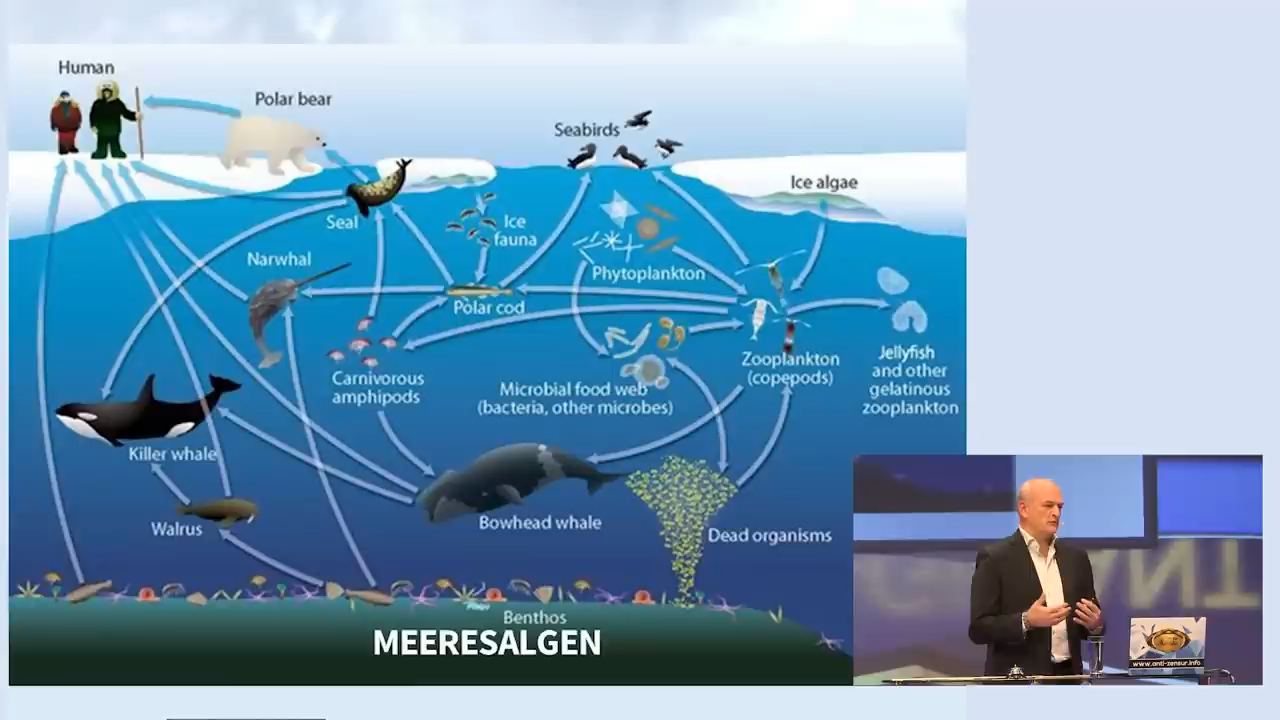 Human
Polar bear
Seabirds
Ice algae
Seal
Ice
fauna
Narwhal
Phytoplankton
Polar cod
Zooplankton
(copepods)
Jellyfish
and other
gelatinous
zooplankton
Carnivorous
amphipods
Microbial food web
(bacteria, other microbes)
Killer whale
Walrus
Bowhead whale
Dead organisms
Benthos
MEERESALGEN
www.anti-zensur.info